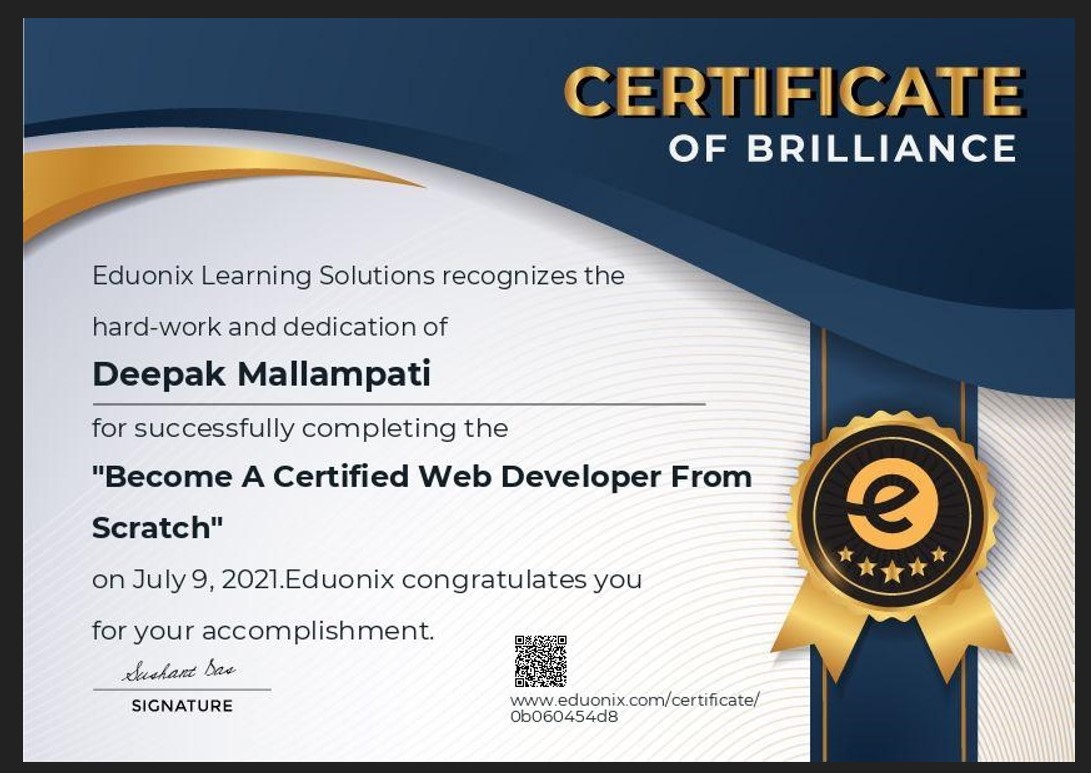 CERTIFICATE
OF BRILLIANCE
Eduonix Learning Solutions recognizes the
hard-work and dedication of
Deepak Mallampati
for successfully completing the
"Become A Certified Web Developer From
Scratch"
on July 9, 2021.Eduonix congratulates you
for your accomplishment.
Sushant Das
SIGNATURE
www.eduonix.com/certificate/
0b060454d8
e